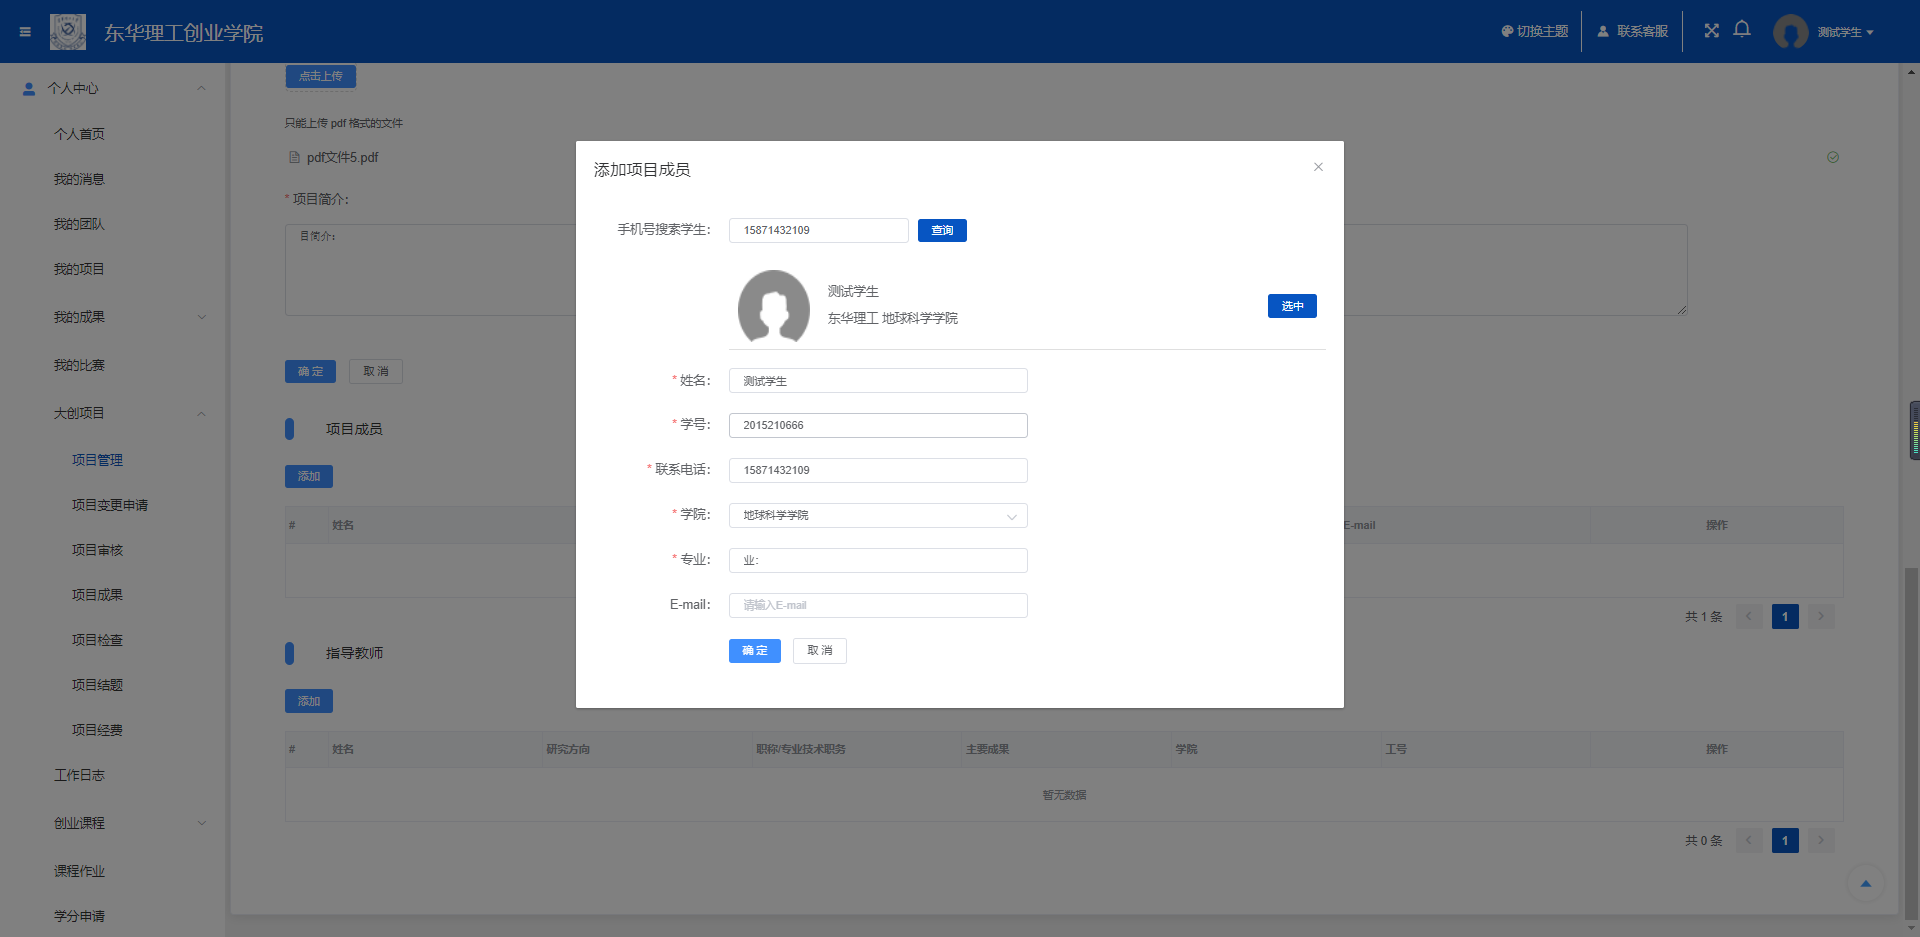 东华理工创业学院
切换主题
联系客服
测试学生
个人中心
个人首页
我的消息
我的团队
我的项目
我的成果
我的比赛
大创项目
项目管理
项目变更申请
项目审核
项目成果
项目检查
项目结题
项目经费
工作日志
创业课程
课程作业
学分申请
点击上传
只能上传 pdf 格式的文件
pdf文件5.pdf
* 项目简介:
目简介:
确 定
取 消
项目成员
添加
# 姓名 E-mail 操作
共 1 条 1
指导教师
添加
# 姓名 研究方向 职称/专业技术职务 主要成果 学院 工号 操作
暂无数据
共 0 条 1
添加项目成员
手机号搜索学生: 15871432109 查询
测试学生
东华理工 地球科学学院
选中
* 姓名: 测试学生
* 学号: 2015210666
* 联系电话: 15871432109
* 学院: 地球科学学院
* 专业: 业:
E-mail: 请输入E-mail
确 定 取 消